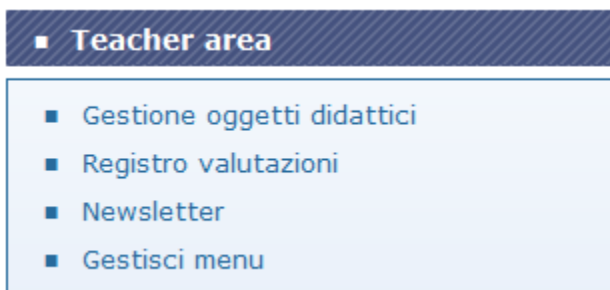 Teacher area
Gestione oggetti didattici
Registro valutazioni
Newsletter
Gestisci menu